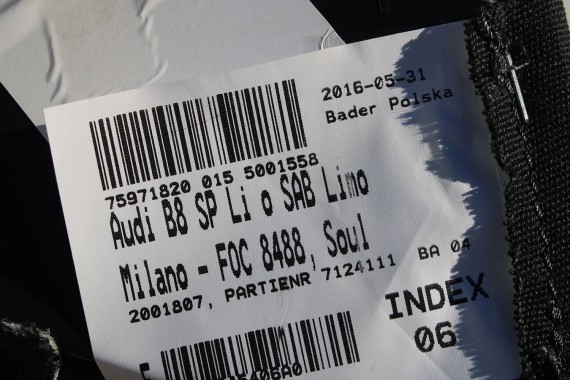 2016-05-31
Bader Polska
75971820 015 5001558
Audi B8 SP Li o SAB Limo
Milano - FOC 8488, Soul
2001807, PARTIENR 7124111 BA 04
INDEX
06